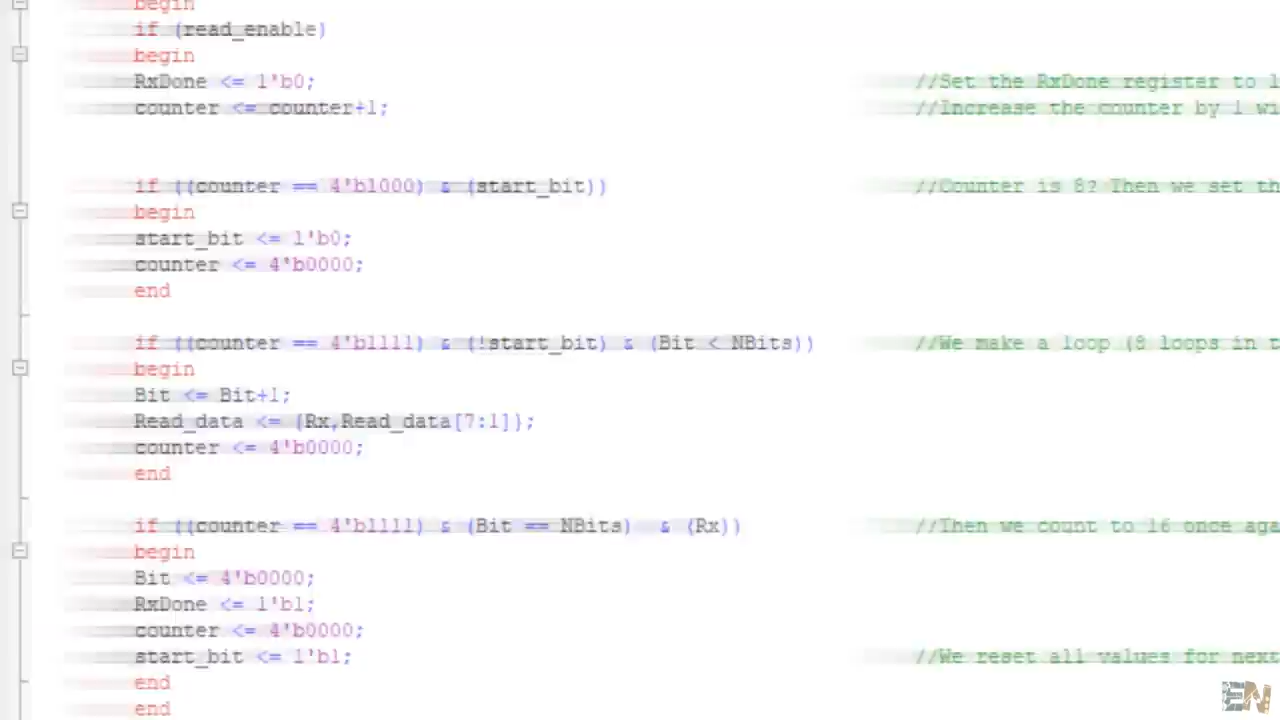 begin
if (read_enable)
begin
RxDone <= 1'b0; //Set the RxDone register to
counter <= counter+1; //Increase the counter by 1
if ((counter == 4'b1000) & (start_bit)) //Counter is 8? Then we set
begin
start_bit <= 1'b0;
counter <= 4'b0000;
end
if ((counter == 4'b1111) & (!start_bit) & (Bit < NBits)) //We make a loop (8 loops in
begin
Bit <= Bit+1;
Read_data <= {Rx,Read_data[7:1]};
counter <= 4'b0000;
end
if ((counter == 4'b1111) & (Bit == NBits) & (Rx)) //Then we count to 16 once
begin
Bit <= 4'b0000;
RxDone <= 1'b1;
counter <= 4'b0000;
start_bit <= 1'b1; //We reset all values for next
end
end
EN